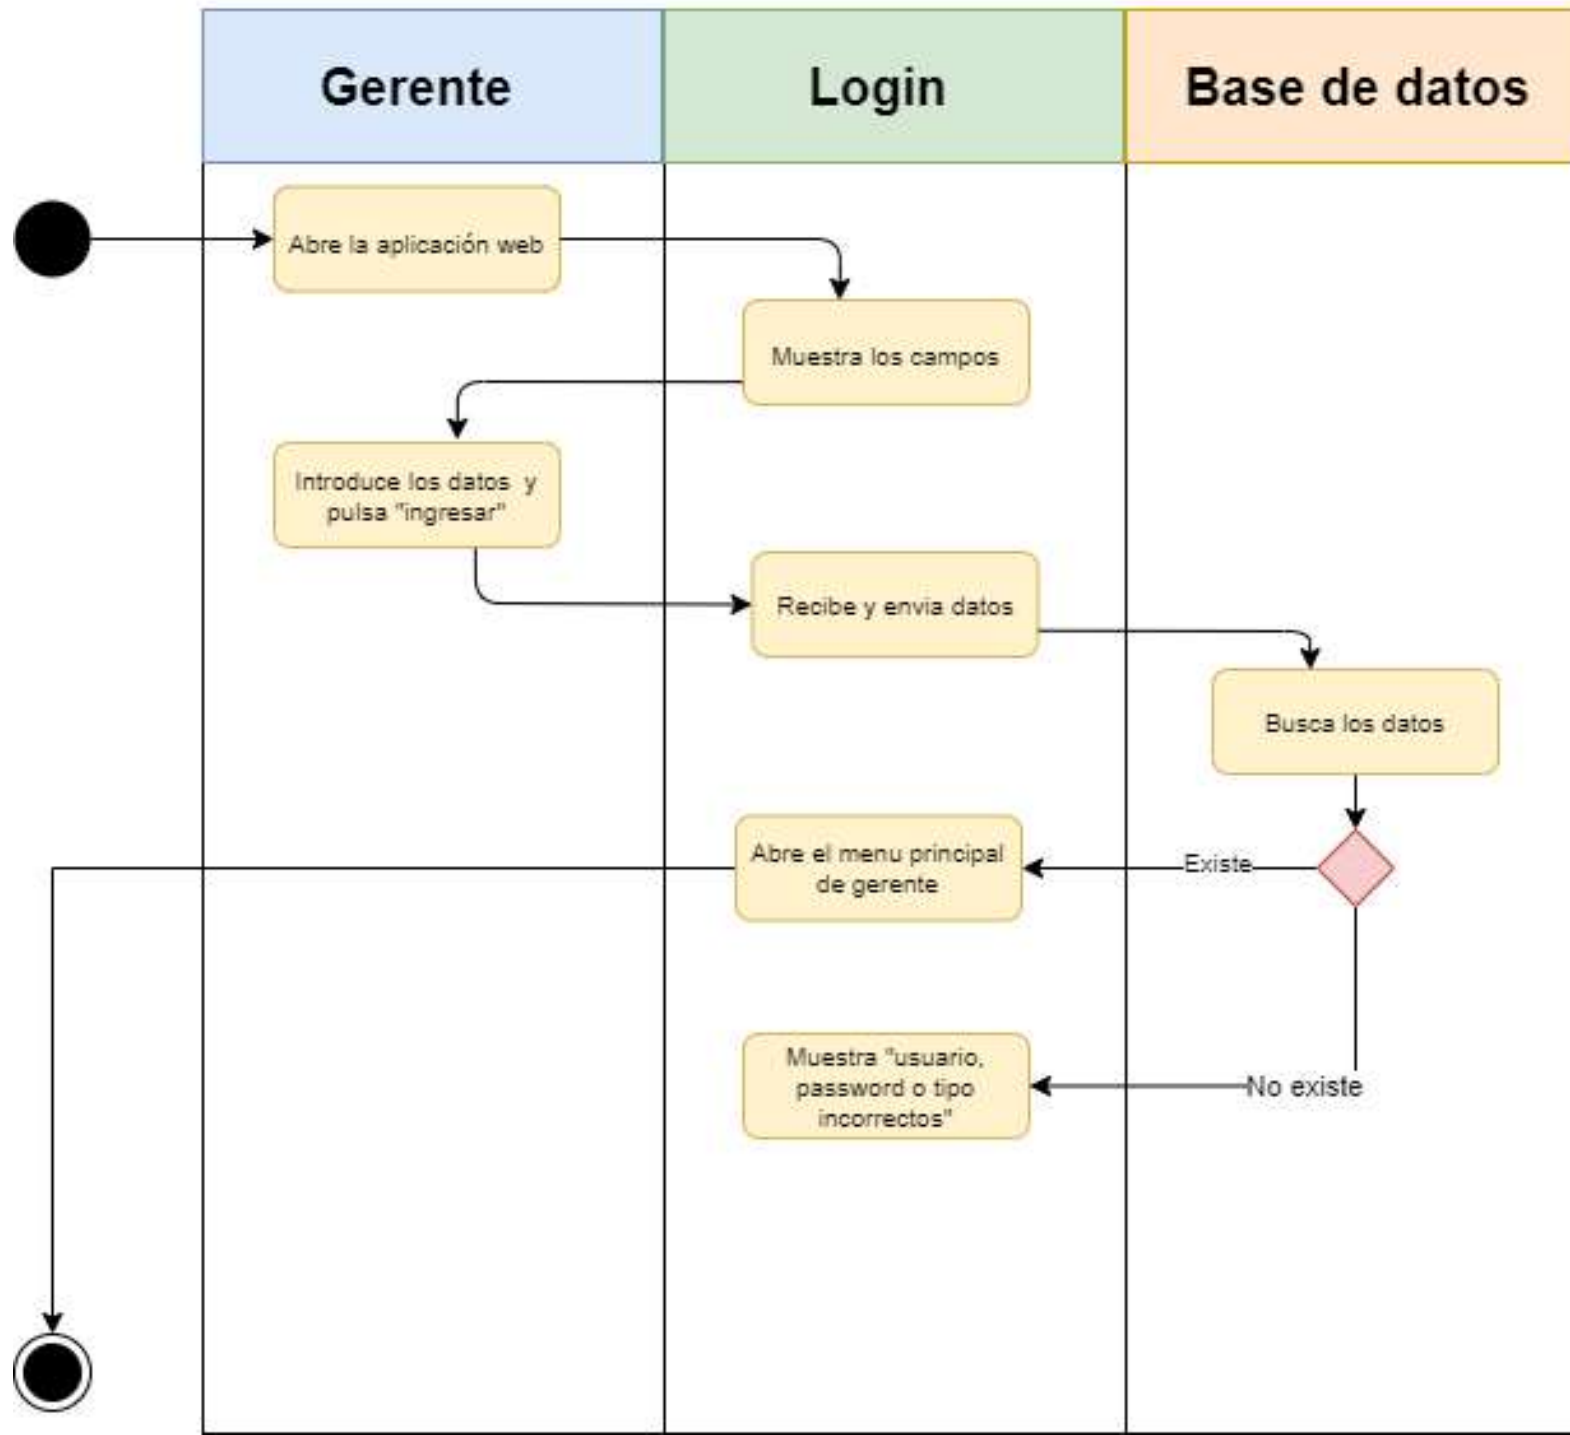 Gerente
Login
Base de datos
Abre la aplicación web
Muestra los campos
Introduce los datos y
pulsa "ingresar"
Recibe y envia datos
Busca los datos
Abre el menu principal
de gerente
Existe
Muestra "usuario,
password o tipo
incorrectos"
No existe